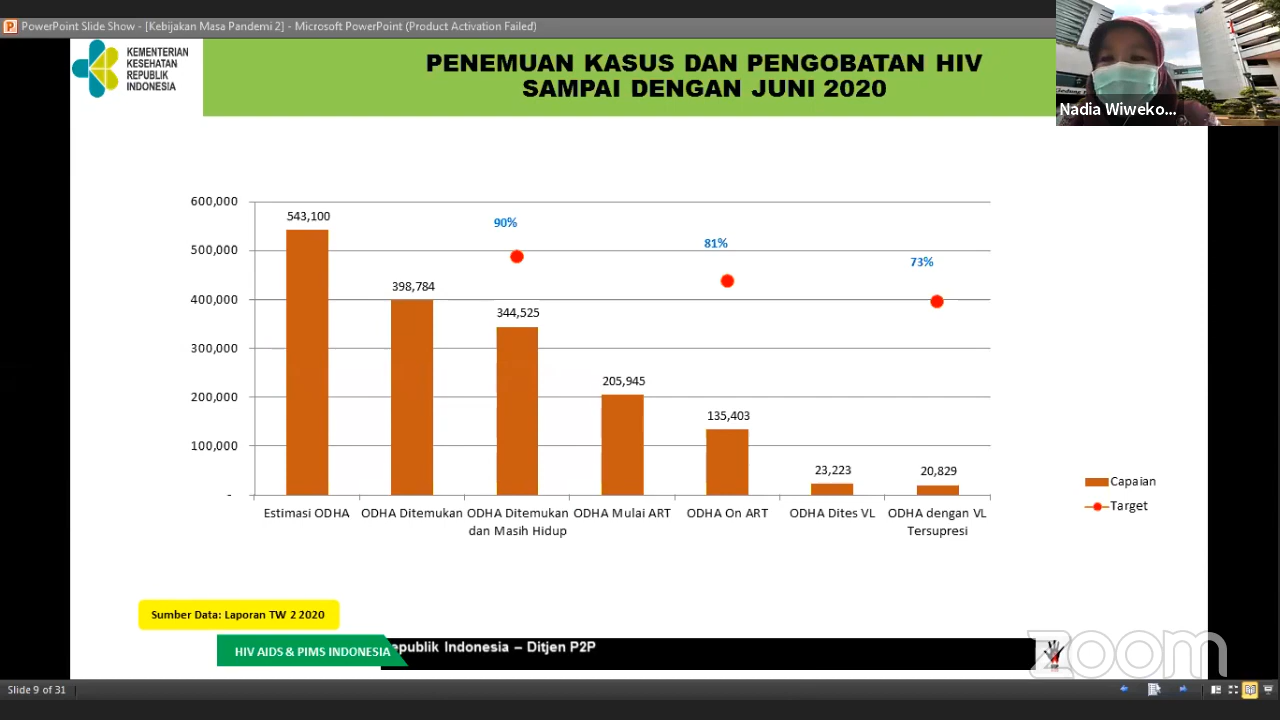 PowerPoint Slide Show - [Kebijakan Masa Pandemi 2] - Microsoft PowerPoint (Product Activation Failed)
KEMENTERIAN
KESEHATAN
REPUBLIK
INDONESIA
PENEMUAN KASUS DAN PENGOBATAN HIV
SAMPAI DENGAN JUNI 2020
Nadia Wiweko...
600,000
500,000
400,000
300,000
200,000
100,000
-
543,100
398,784
344,525
205,945
135,403
23,223
20,829
90%
81%
73%
Estimasi ODHA
ODHA Ditemukan
ODHA Ditemukan
dan Masih Hidup
ODHA Mulai ART
ODHA On ART
ODHA Dites VL
ODHA dengan VL
Tersupresi
Capaian
Target
Sumber Data: Laporan TW 2 2020
HIV AIDS & PIMS INDONESIA
epublik Indonesia – Ditjen P2P
zoom
Slide 9 of 31